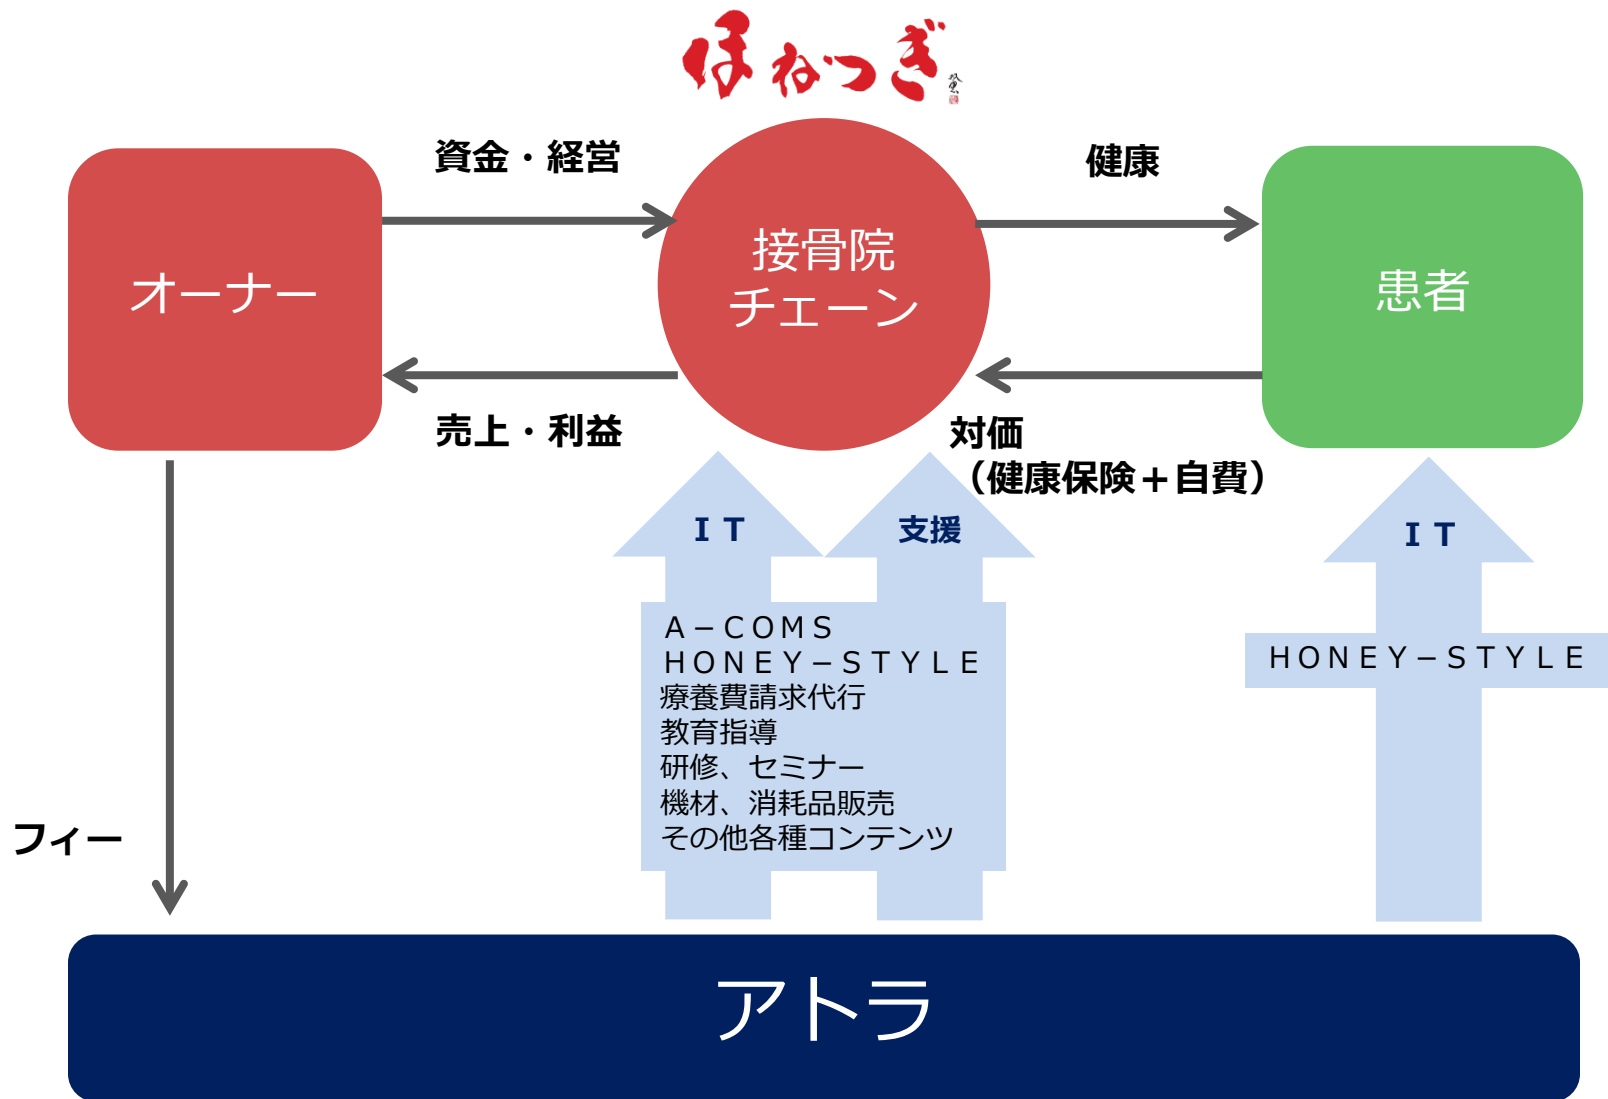 ほねつぎ
資金・経営
健康
オーナー
接骨院
チェーン
患者
売上・利益
対価
（健康保険＋自費）
ＩＴ
支援
ＩＴ
Ａ－ＣＯＭＳ
ＨＯＮＥＹ－ＳＴＹＬＥ
療養費請求代行
教育指導
研修、セミナー
機材、消耗品販売
その他各種コンテンツ
ＨＯＮＥＹ－ＳＴＹＬＥ
フィー
アトラ